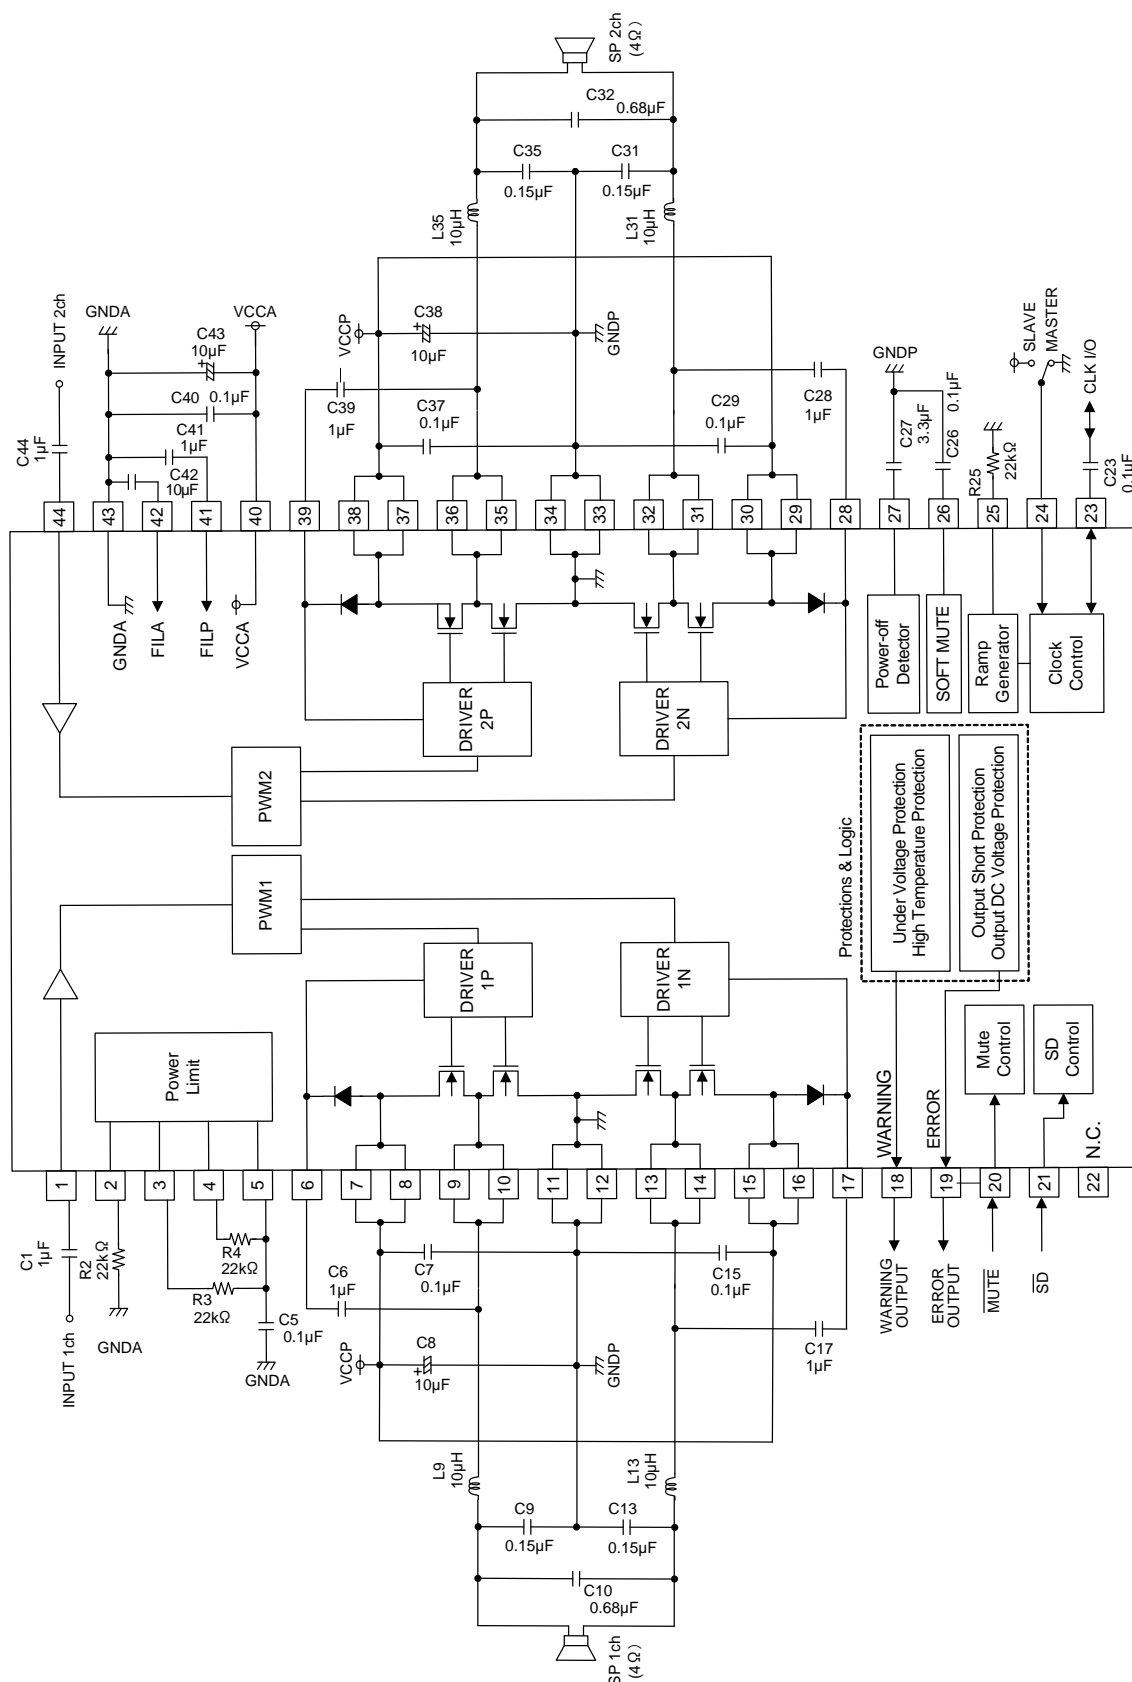 SP 2ch
(4Ω)
C32
0.68µF
C35
0.15µF
C31
0.15µF
L35
10µH
L31
10µH
INPUT 2ch
C44
1µF
GNDA
VCCA
C43
10µF
+
C40
0.1µF
C41
1µF
C42
10µF
VCCP
C38
+
10µF
GNDP
C39
1µF
C37
0.1µF
C29
0.1µF
C28
1µF
GNDP
C27
3.3µF
C26
0.1µF
R25
22kΩ
SLAVE
MASTER
CLK I/O
C23
0.1µF
44
43
42
41
40
39
38
37
36
35
34
33
32
31
30
29
28
27
26
25
24
23
GNDA
FILA
FILP
VCCA
DRIVER
2P
DRIVER
2N
Power-off
Detector
SOFT MUTE
Ramp
Generator
Clock
Control
PWM2
PWM1
Protections & Logic
Under Voltage Protection
High Temperature Protection
Output Short Protection
Output DC Voltage Protection
DRIVER
1P
DRIVER
1N
Power
Limit
WARNING
ERROR
Mute
Control
SD
Control
N.C.
1
2
3
4
5
6
7
8
9
10
11
12
13
14
15
16
17
18
19
20
21
22
C1
1µF
INPUT 1ch
R2
22kΩ
GNDA
R3
22kΩ
R4
22kΩ
C5
0.1µF
GNDA
C6
1µF
C7
0.1µF
C15
0.1µF
VCCP
C8
+
10µF
GNDP
C17
1µF
WARNING
OUTPUT
ERROR
OUTPUT
MUTE
SD
L9
10µH
L13
10µH
C9
0.15µF
C13
0.15µF
C10
0.68µF
SP 1ch
(4Ω)